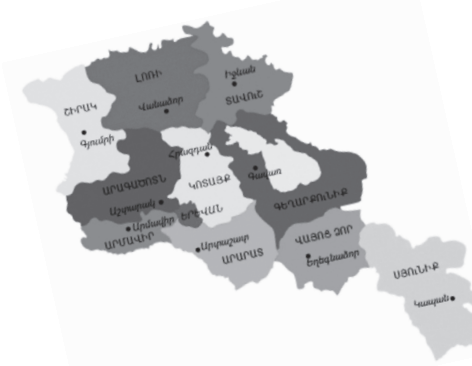 ԼՈՌԻ
Իջևան
ՇԻՐԱԿ
Վանաձոր
ՏԱՎՈՒՇ
Գյումրի
Հրազդան
Գավառ
ԱՐԱԳԱԾՈՏՆ
ԿՈՏԱՅՔ
ԳԵՂԱՐՔՈՒՆԻՔ
Աշտարակ
ԵՐԵՎԱՆ
Արմավիր
ԱՐՄԱՎԻՐ
Արտաշատ
ԱՐԱՐԱՏ
ՎԱՅՈՑ ՁՈՐ
Եղեգնաձոր
ՍՅՈՒՆԻՔ
Կապան